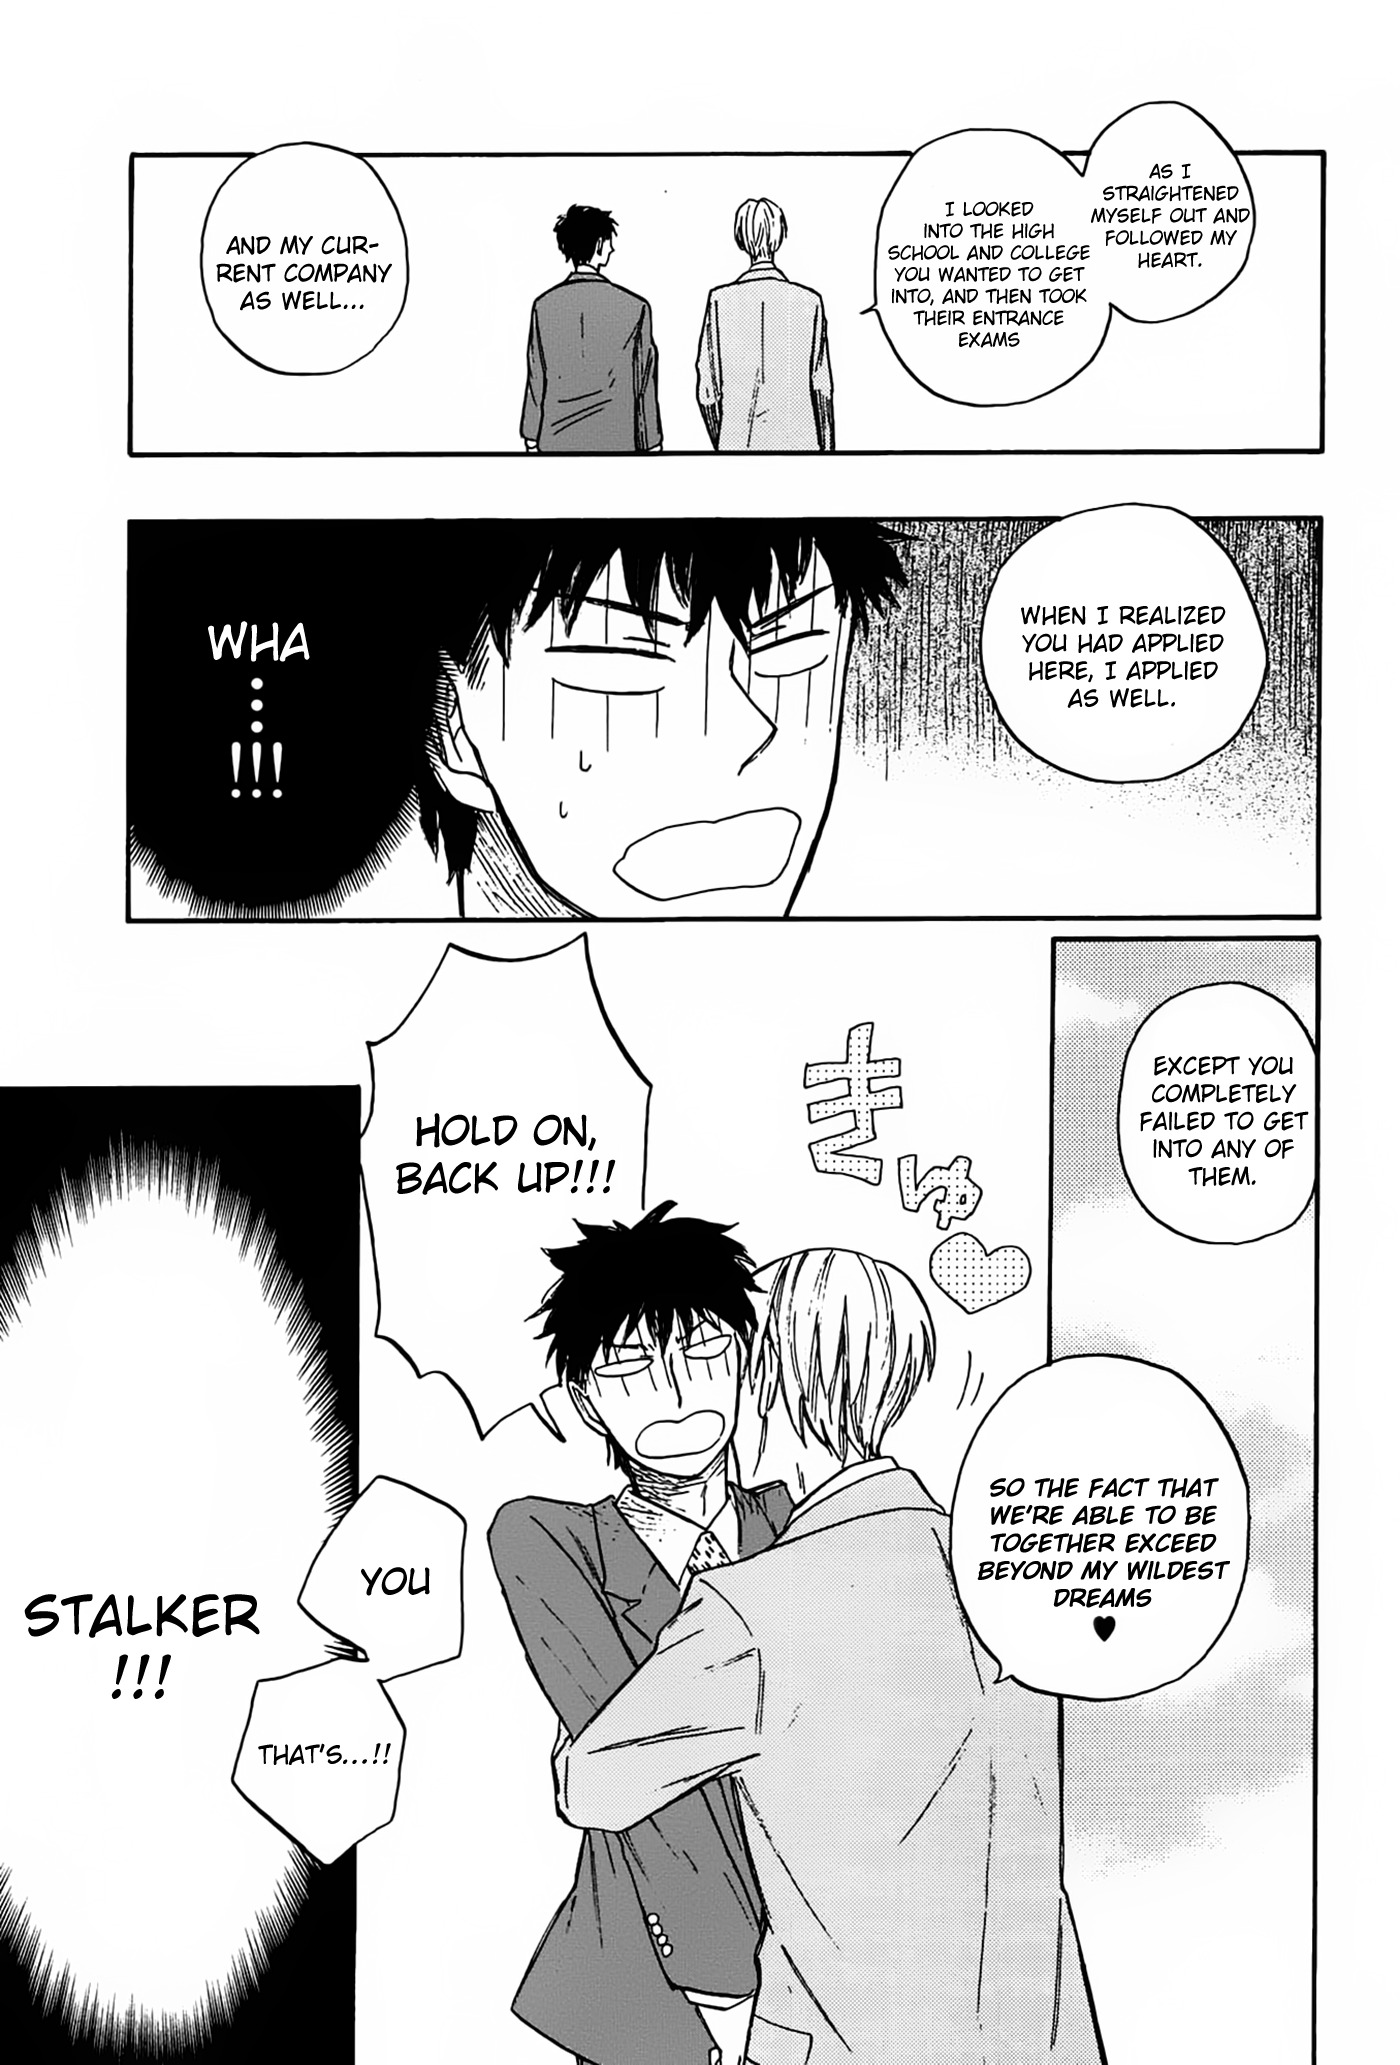 AS I
STRAIGHTENED
MYSELF OUT AND
FOLLOWED MY
HEART.
I LOOKED
INTO THE HIGH
SCHOOL AND COLLEGE
YOU WANTED TO GET
INTO, AND THEN TOOK
THEIR ENTRANCE
EXAMS
AND MY CUR-
RENT COMPANY
AS WELL...
WHEN I REALIZED
YOU HAD APPLIED
HERE, I APPLIED
AS WELL.
WHA
...
!!!
EXCEPT YOU
COMPLETELY
FAILED TO GET
INTO ANY OF
THEM.
SO THE FACT THAT
WE'RE ABLE TO BE
TOGETHER EXCEED
BEYOND MY WILDEST
DREAMS
♥
きゅ♥
HOLD ON,
BACK UP!!!
YOU
THAT'S...!!
STALKER
!!!